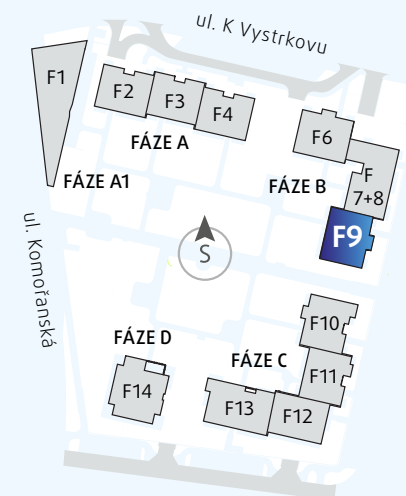 ul. K Vystrkovu
F1
F2
F3
F4
FÁZE A
F6
FÁZE A1
FÁZE B
F
7+8
F9
ul. Komořanská
S
F10
FÁZE D
FÁZE C
F11
F14
F13
F12